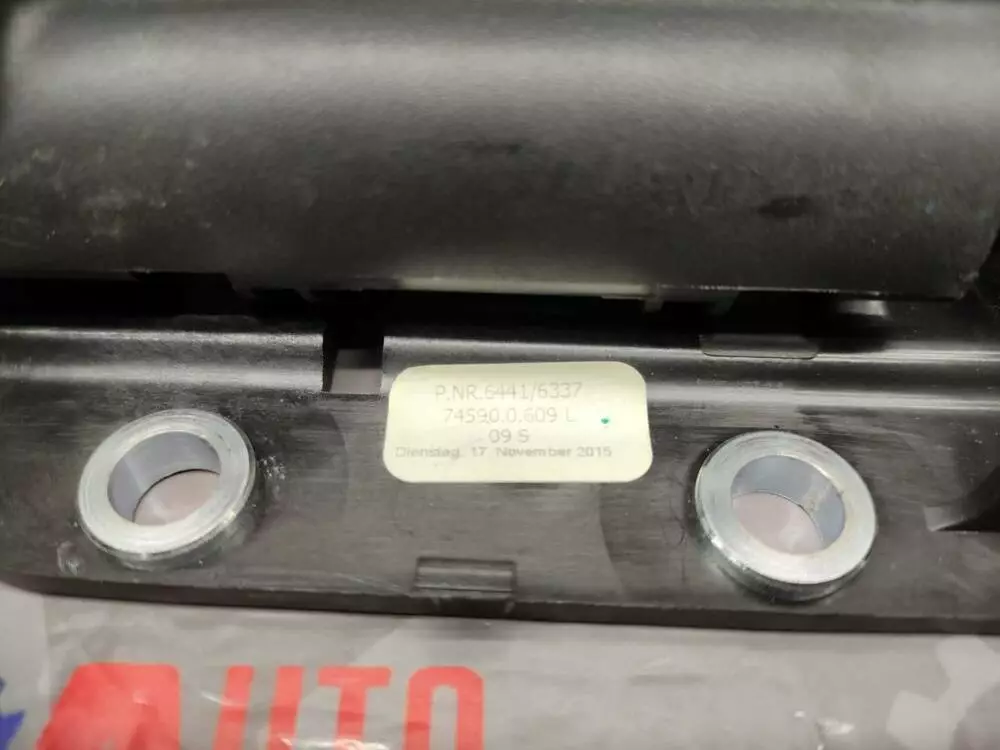 P.NR.6441/6337
74590.0.609 L
09 S
Dienstag, 17. November 2015
AUTO